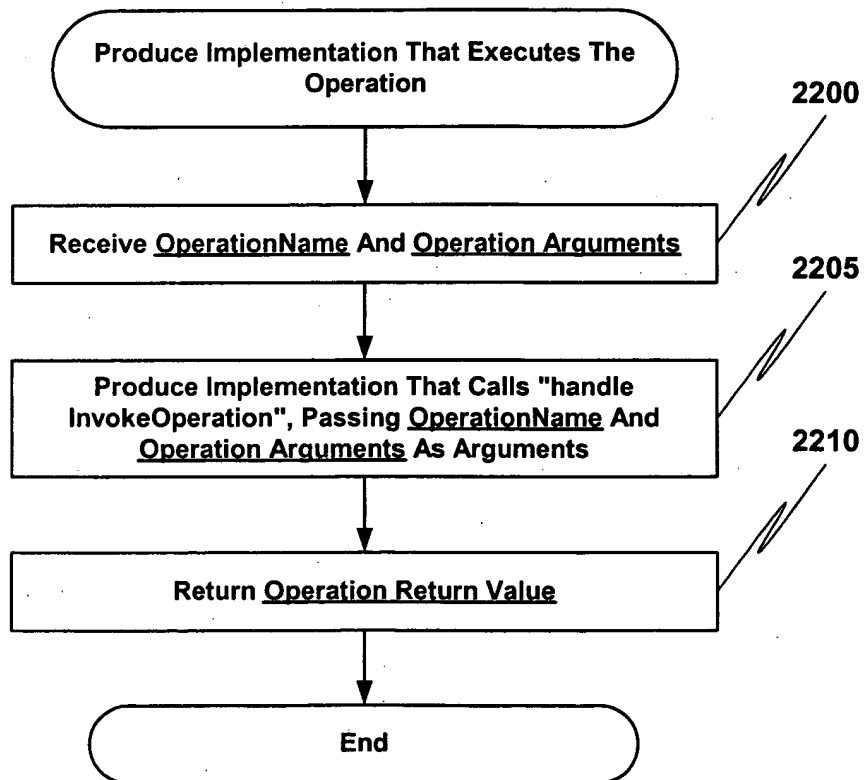 Produce Implementation That Executes The
Operation
2200
Receive OperationName And Operation Arguments
2205
Produce Implementation That Calls "handle
InvokeOperation", Passing OperationName And
Operation Arguments As Arguments
2210
Return Operation Return Value
End